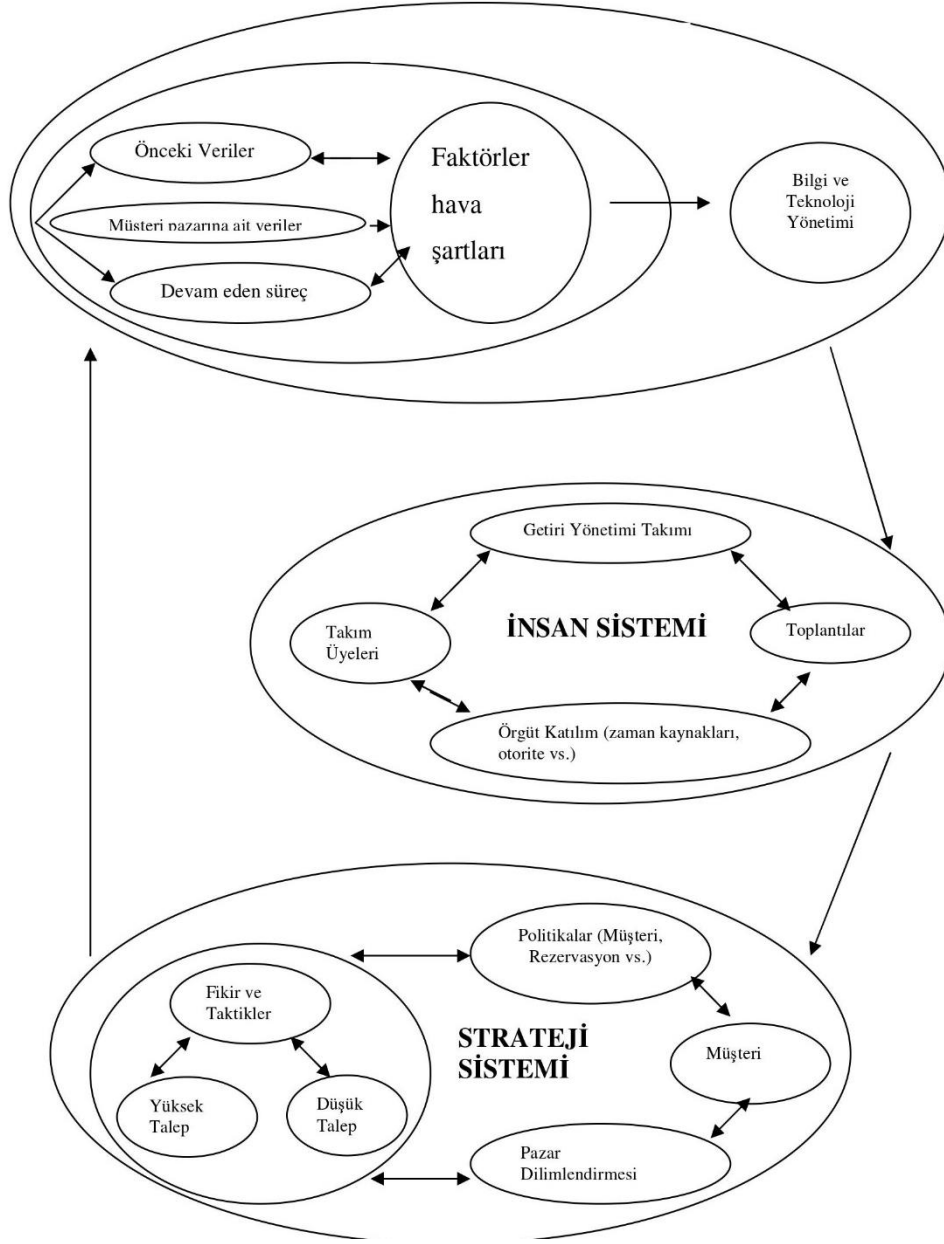 Önceki Veriler
Faktörler
hava
şartları
Müşteri pazarına ait veriler
Devam eden süreç
Bilgi ve
Teknoloji
Yönetimi
Getiri Yönetimi Takımı
İNSAN SİSTEMİ
Takım
Üyeleri
Toplantılar
Örgüt Katılım (zaman kaynakları,
otorite vs.)
Politikalar (Müşteri,
Rezervasyon vs.)
Fikir ve
Taktikler
STRATEJİ
SİSTEMİ
Müşteri
Yüksek
Talep
Düşük
Talep
Pazar
Dilimlendirmesi